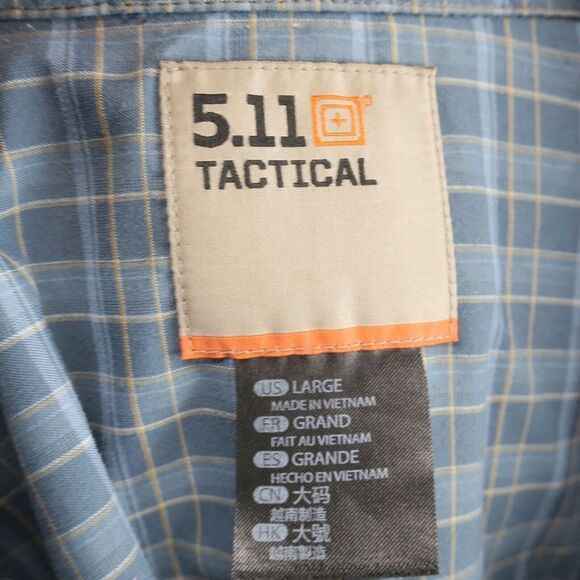 5.11
TACTICAL
US LARGE
MADE IN VIETNAM
FR GRAND
FAIT AU VIETNAM
ES GRANDE
HECHO EN VIETNAM
CN 大码
越南制造
HK 大號
越南製造